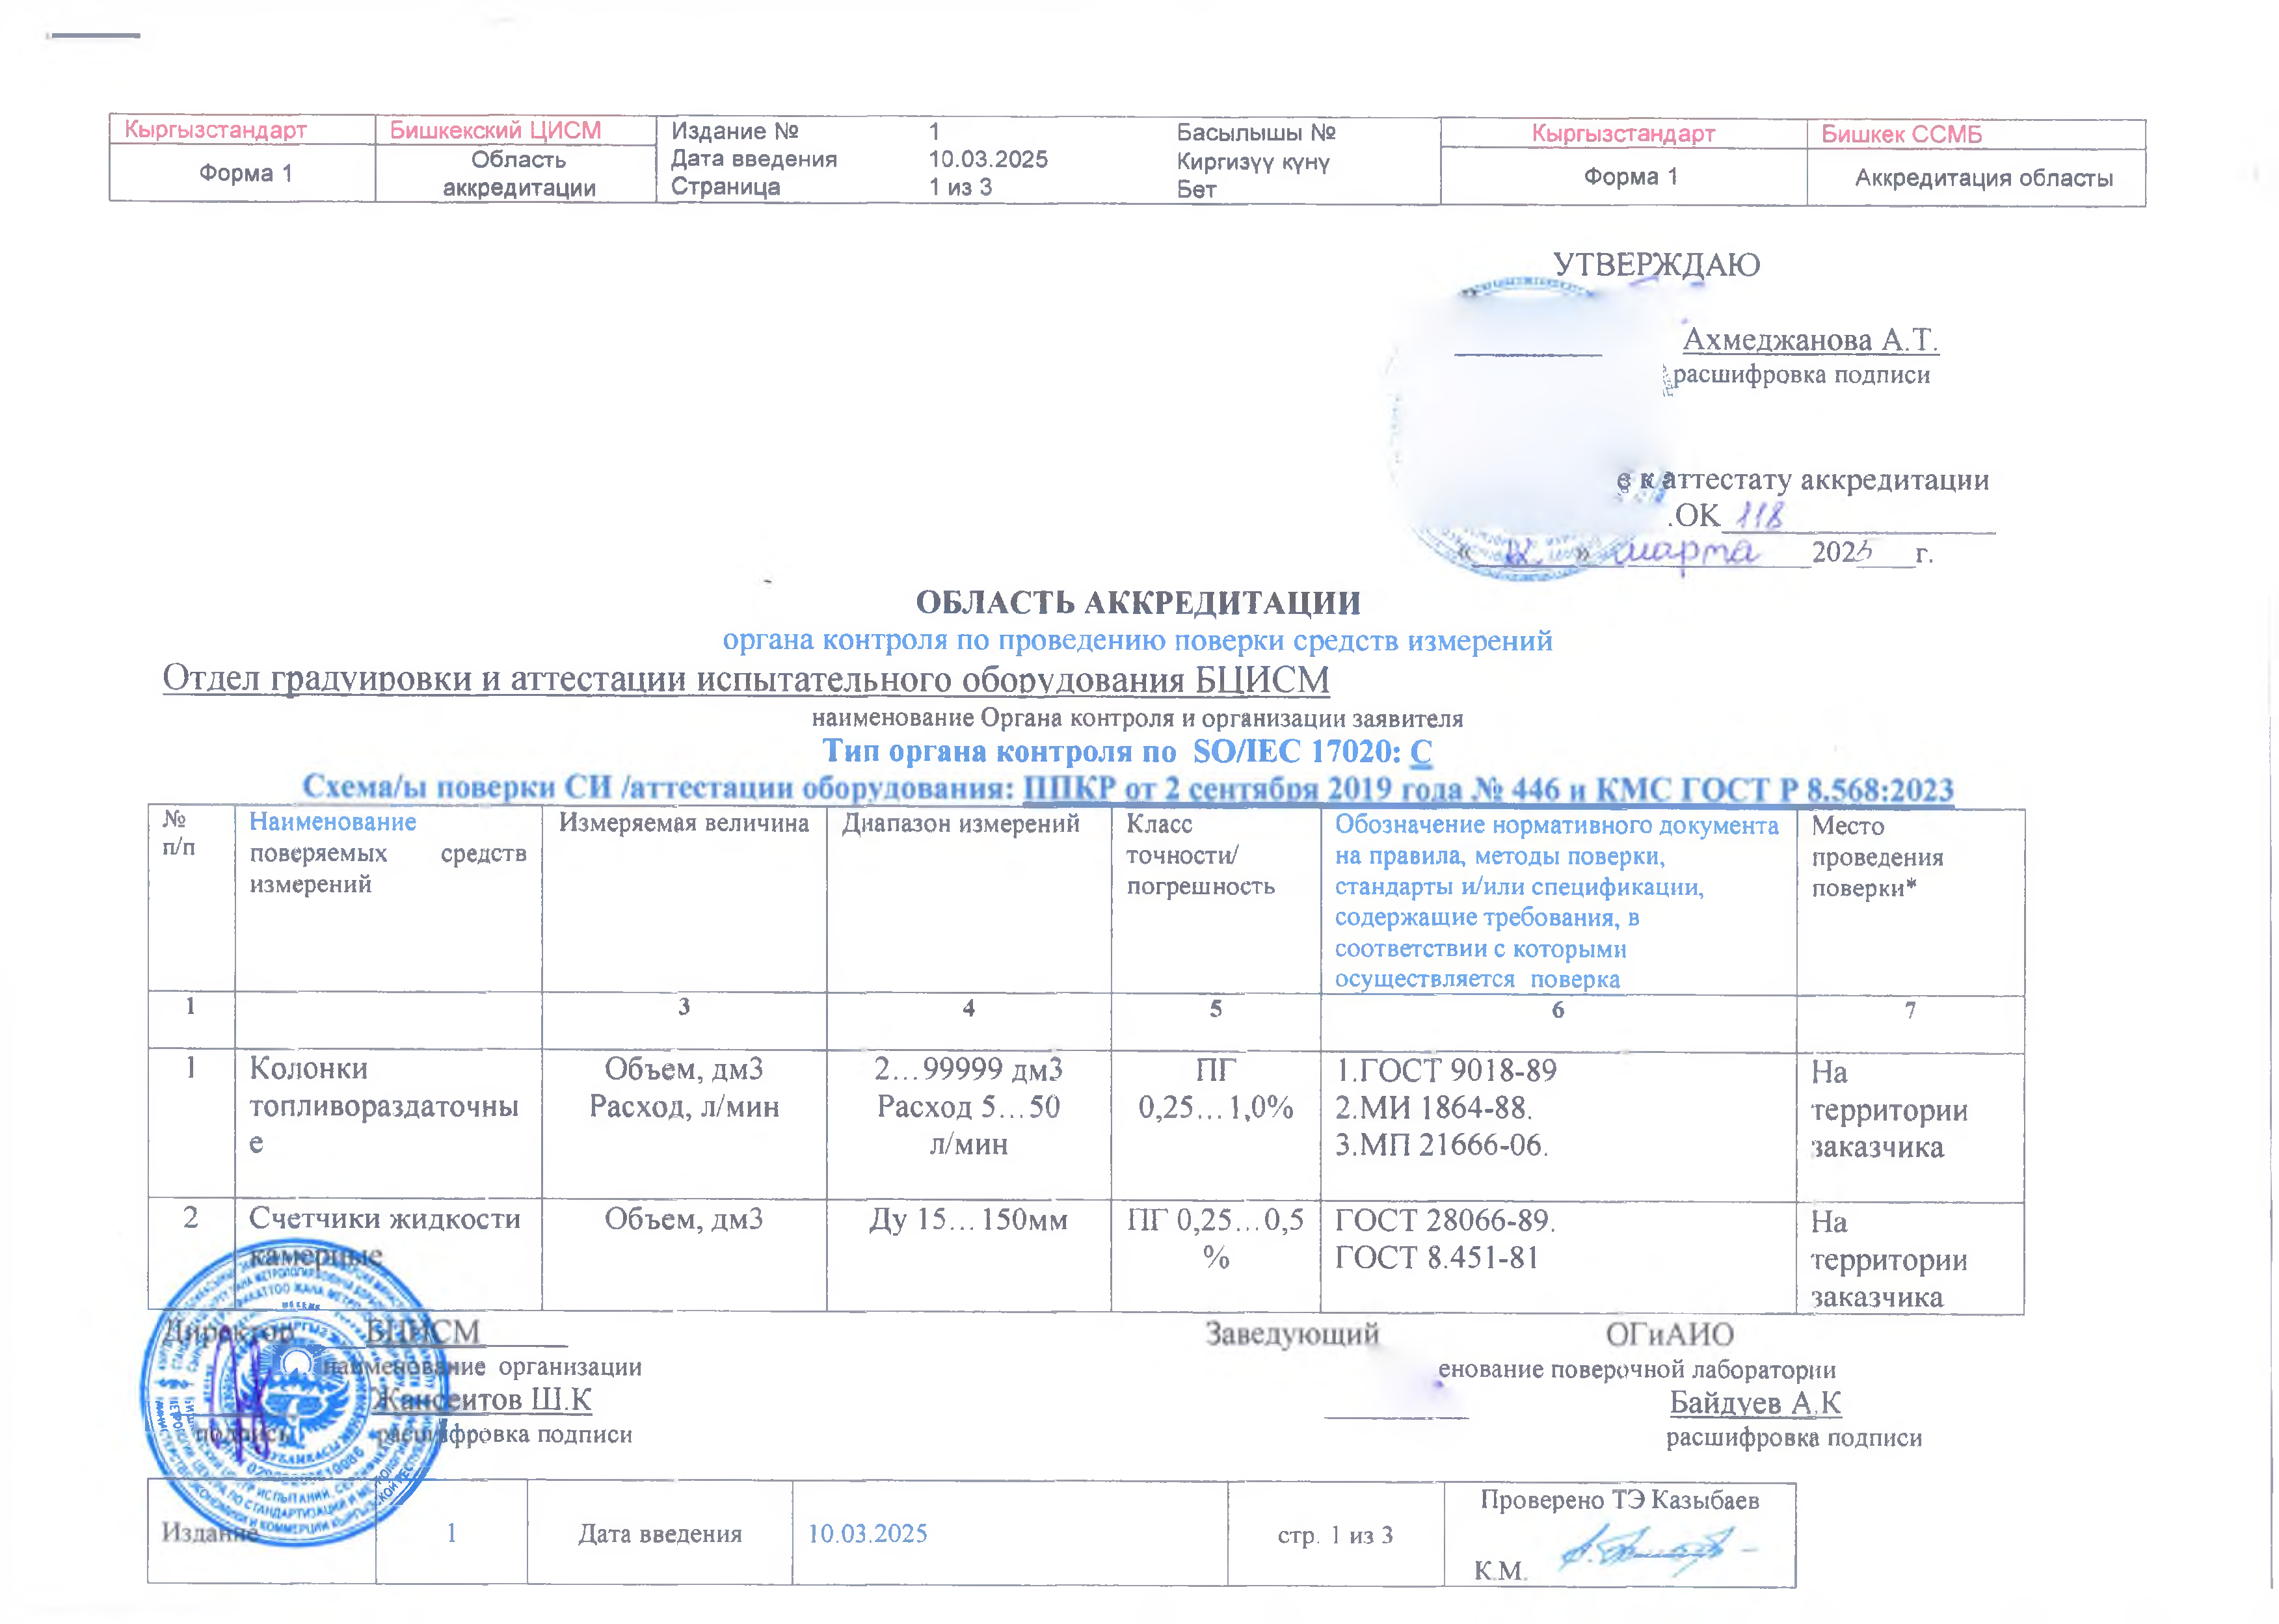 Кыргызстандарт
Бишкекский ЦИСМ
Издание № 1 Басылышы №
Кыргызстандарт
Бишкек ССМБ
Форма 1
Область
аккредитации
Дата введения 10.03.2025 Киргизүү күнү
Страница 1 из 3 Бет
Форма 1
Аккредитация областы
УТВЕРЖДАЮ
Ахмеджанова А.Т.
расшифровка подписи
е к аттестату аккредитации
.ОК 118
« » марта 2025 г.
ОБЛАСТЬ АККРЕДИТАЦИИ
органа контроля по проведению поверки средств измерений
Отдел градуировки и аттестации испытательного оборудования БЦИСМ
наименование Органа контроля и организации заявителя
Тип органа контроля по SO/IEC 17020: С
Схема/ы поверки СИ /аттестации оборудования: ППКР от 2 сентября 2019 года № 446 и КМС ГОСТ Р 8.568:2023
№
п/п
Наименование
поверяемых средств
измерений
Измеряемая величина
Диапазон измерений
Класс
точности/
погрешность
Обозначение нормативного документа
на правила, методы поверки,
стандарты и/или спецификации,
содержащие требования, в
соответствии с которыми
осуществляется поверка
Место
проведения
поверки*
1 3 4 5 6 7
1
Колонки
топливораздаточны
е
Объем, дм3
Расход, л/мин
2…99999 дм3
Расход 5…50
л/мин
ПГ
0,25…1,0%
1.ГОСТ 9018-89
2.МИ 1864-88.
3.МП 21666-06.
На
территории
заказчика
2
Счетчики жидкости
камерные
Объем, дм3
Ду 15…150мм
ПГ 0,25…0,5
%
ГОСТ 28066-89.
ГОСТ 8.451-81
На
территории
заказчика
Директор БЦИСМ
наименование организации
Жансеитов Ш.К
подпись расшифровка подписи
Заведующий ОГиАИО
енование поверочной лаборатории
Байдуев А.К
расшифровка подписи
Издание
1
Дата введения
10.03.2025
стр. 1 из 3
Проверено ТЭ Казыбаев
К.М.